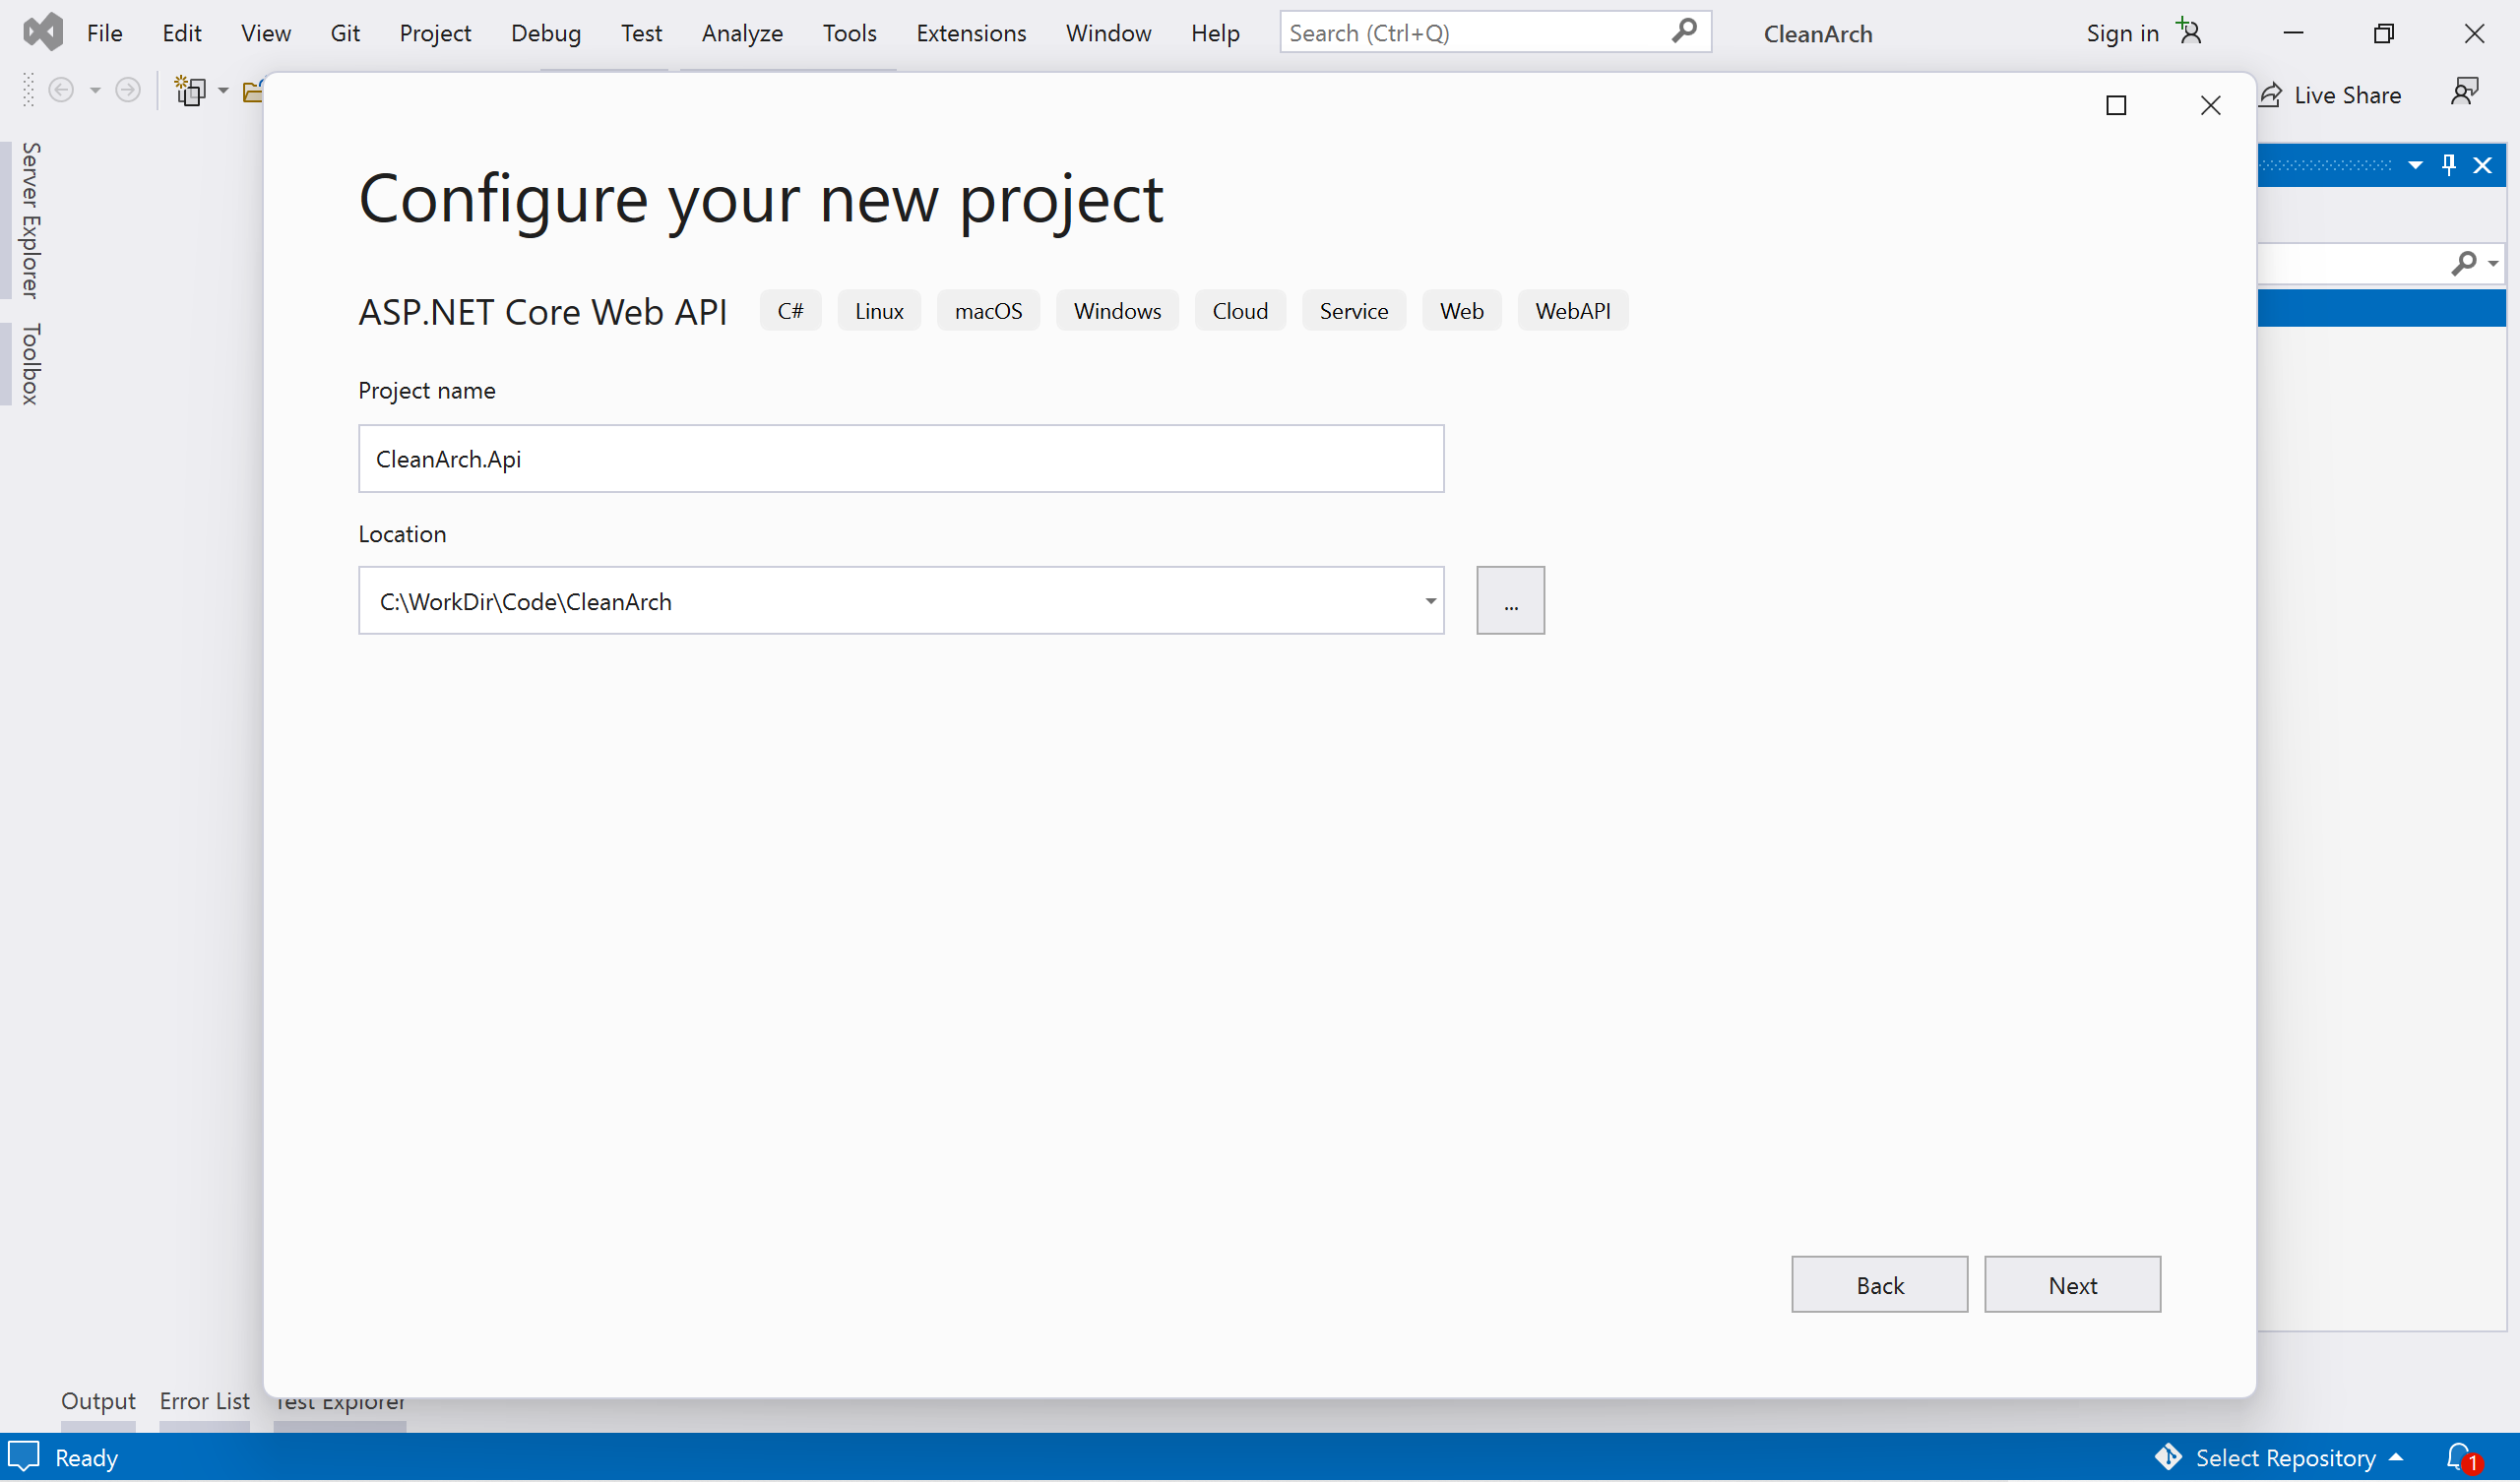 File Edit View Git Project Debug Test Analyze Tools Extensions Window Help Search (Ctrl+Q) CleanArch Sign in
Live Share
Server Explorer
Toolbox
Configure your new project
ASP.NET Core Web API C# Linux macOS Windows Cloud Service Web WebAPI
Project name
CleanArch.Api
Location
C:\WorkDir\Code\CleanArch
...
Back Next
Output Error List Test Explorer
Ready Select Repository 1